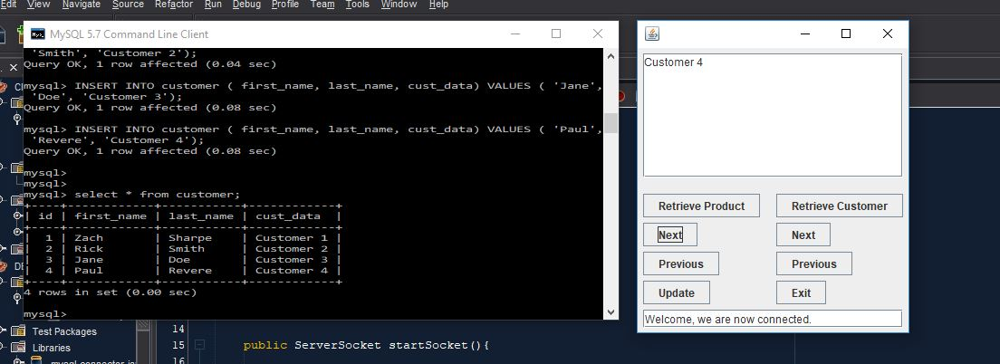 Edit View Navigate Source Refactor Run Debug Profile Team Tools Window Help
MySQL 5.7 Command Line Client
'Smith', 'Customer 2');
Query OK, 1 row affected (0.04 sec)
mysql> INSERT INTO customer ( first_name, last_name, cust_data) VALUES ( 'Jane',
'Doe', 'Customer 3');
Query OK, 1 row affected (0.08 sec)
mysql> INSERT INTO customer ( first_name, last_name, cust_data) VALUES ( 'Paul',
'Revere', 'Customer 4');
Query OK, 1 row affected (0.08 sec)
mysql>
mysql>
mysql> select * from customer;
+----+------------+-----------+------------+
| id | first_name | last_name | cust_data |
+----+------------+-----------+------------+
| 1 | Zach | Sharpe | Customer 1 |
| 2 | Rick | Smith | Customer 2 |
| 3 | Jane | Doe | Customer 3 |
| 4 | Paul | Revere | Customer 4 |
+----+------------+-----------+------------+
4 rows in set (0.00 sec)
mysql>
Customer 4
Retrieve Product Retrieve Customer
Next Next
Previous Previous
Update Exit
Welcome, we are now connected.
Test Packages
Libraries
14
15 public ServerSocket startSocket(){